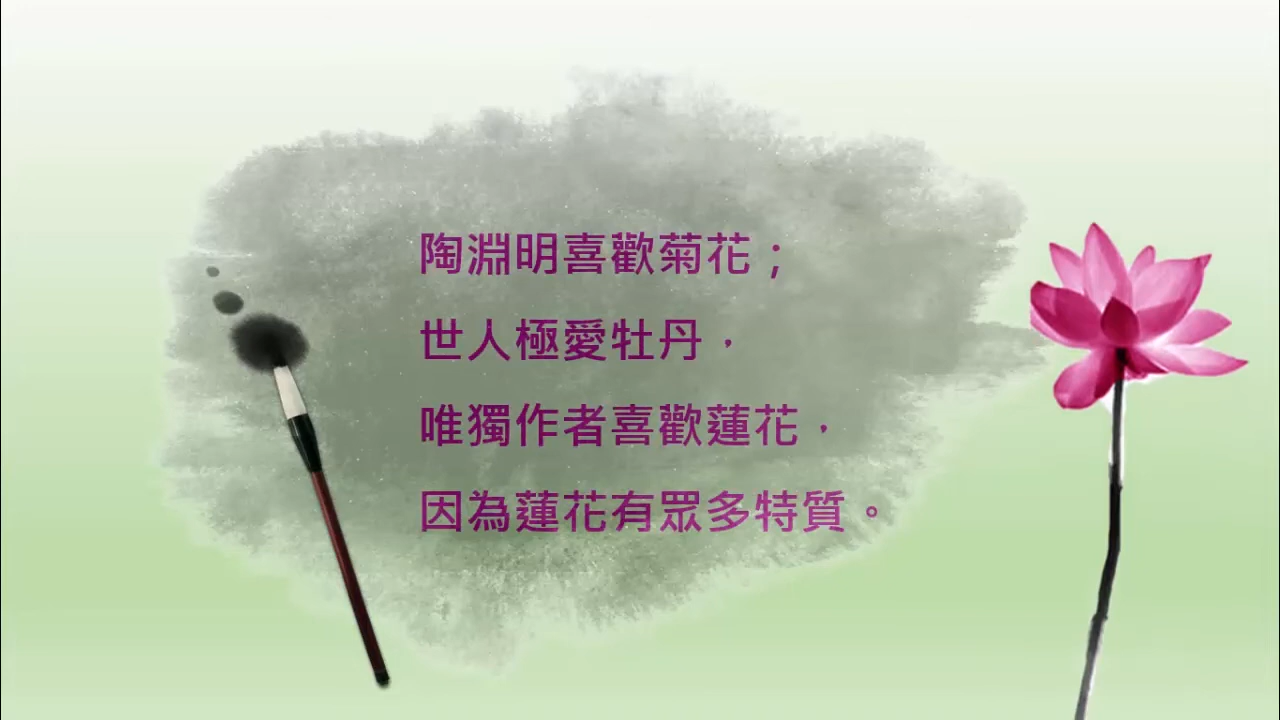 陶淵明喜歡菊花；
世人極愛牡丹，
唯獨作者喜歡蓮花，
因為蓮花有眾多特質。